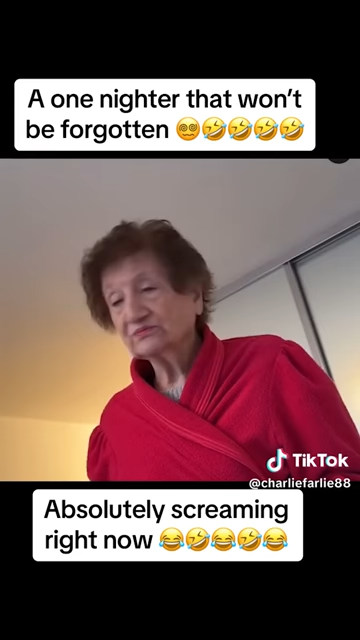 A one nighter that won't
be forgotten 😵‍💫🤣🤣🤣🤣
TikTok
@charliefarlie88
Absolutely screaming
right now 😂🤣😂🤣😂